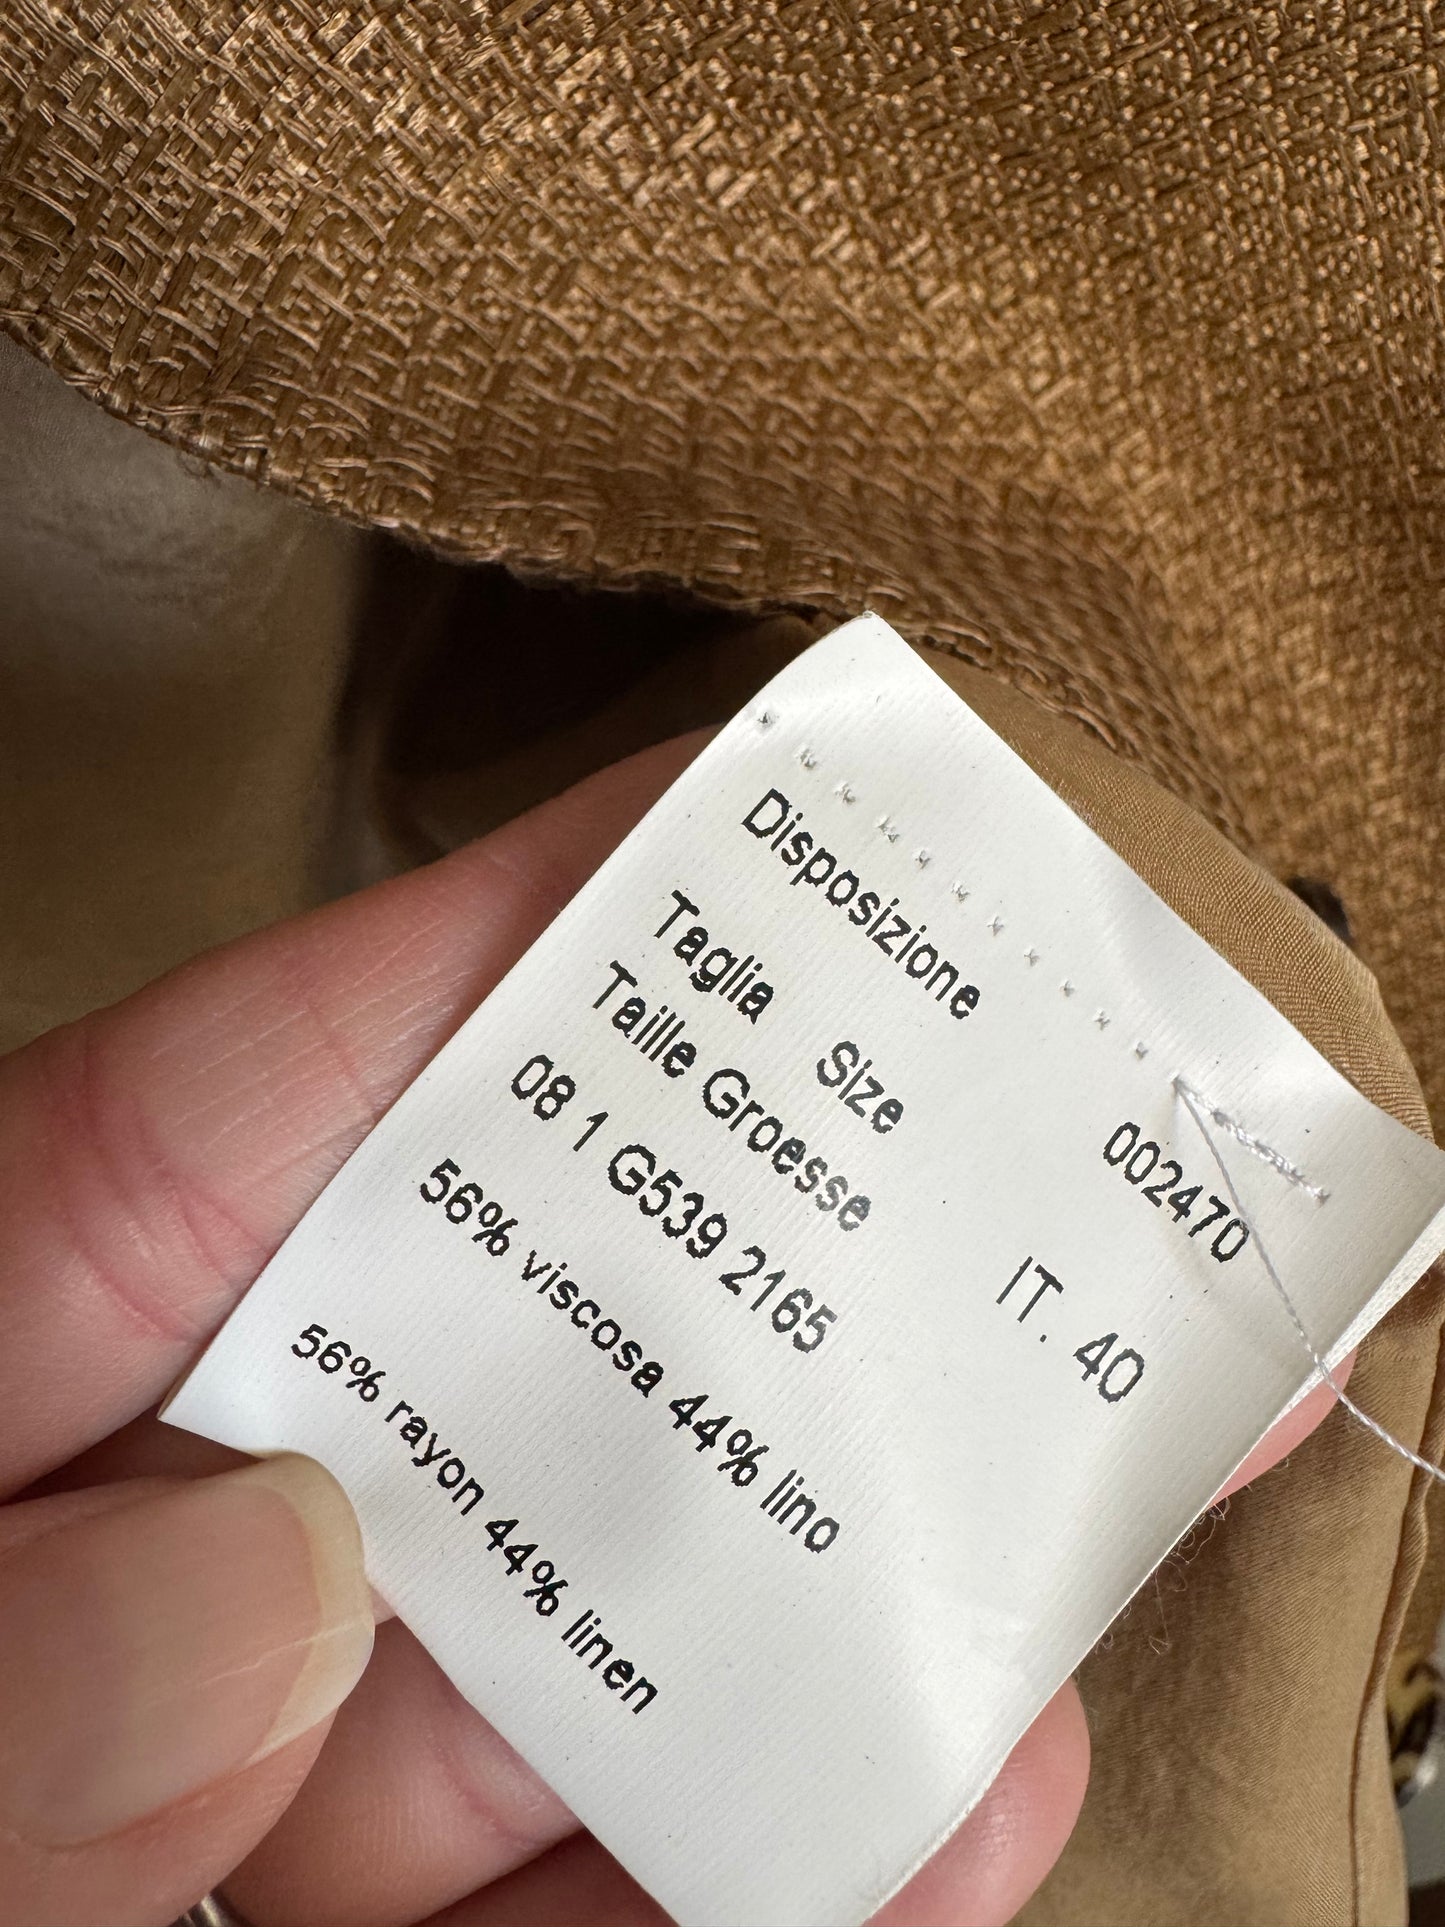 Disposizione 002470
Taglia Size
Taille Groesse IT. 40
08 1 G539 2165
56% viscosa 44% lino
56% rayon 44% linen